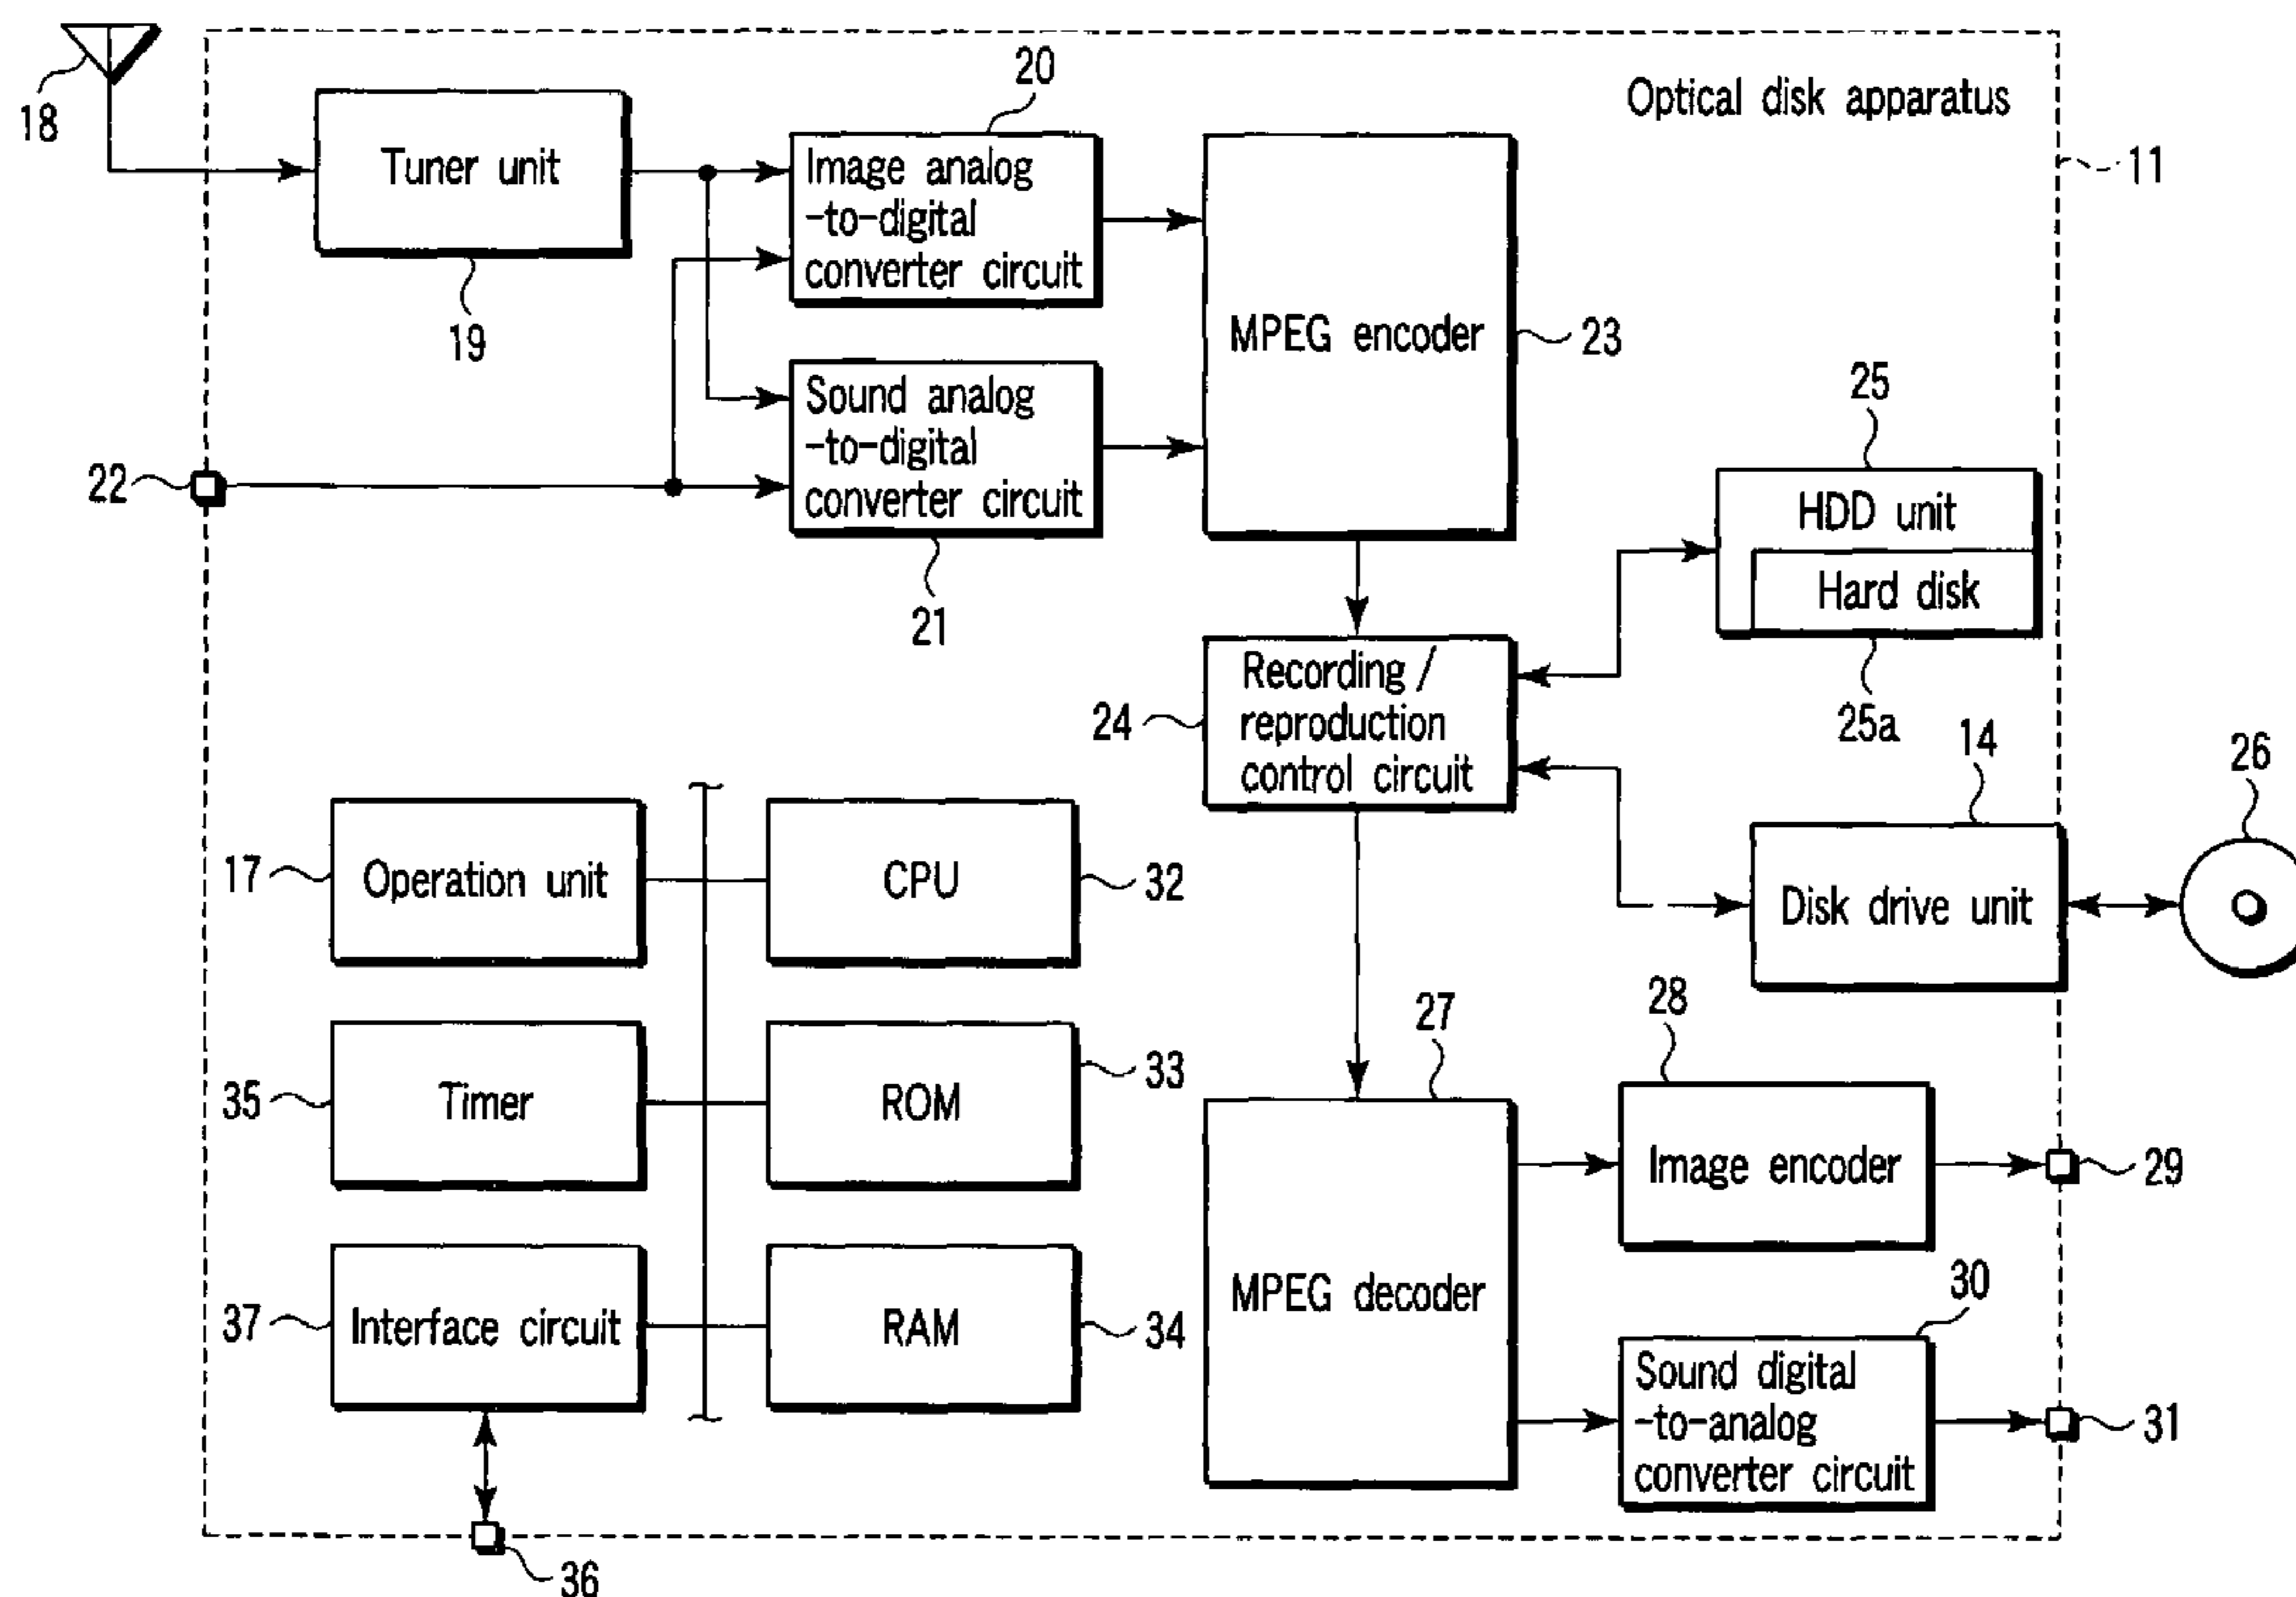 18
Tuner unit
19
20
Image analog
-to-digital
converter circuit
Optical disk apparatus
11
MPEG encoder
23
Sound analog
-to-digital
converter circuit
21
22
25
HDD unit
Hard disk
25a
Recording/
reproduction
control circuit
24
14
Disk drive unit
26
17
Operation unit
CPU
32
35
Timer
ROM
33
37
Interface circuit
RAM
34
36
27
MPEG decoder
28
Image encoder
29
30
Sound digital
-to-analog
converter circuit
31